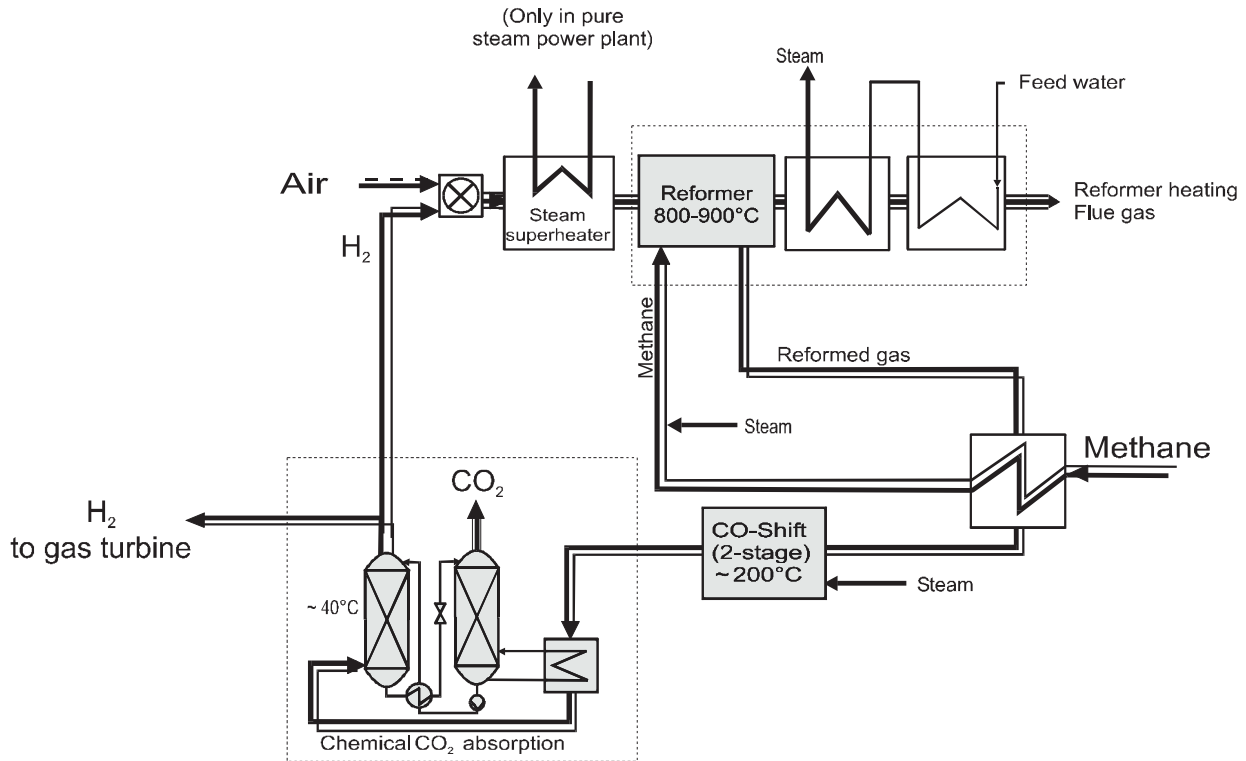 (Only in pure
steam power plant)
Steam
Feed water
Air
Steam
superheater
Reformer
800-900°C
Reformer heating
Flue gas
H₂
Methane
Reformed gas
Steam
Methane
CO₂
H₂
to gas turbine
CO-Shift
(2-stage)
~200°C
Steam
~ 40°C
Chemical CO₂ absorption